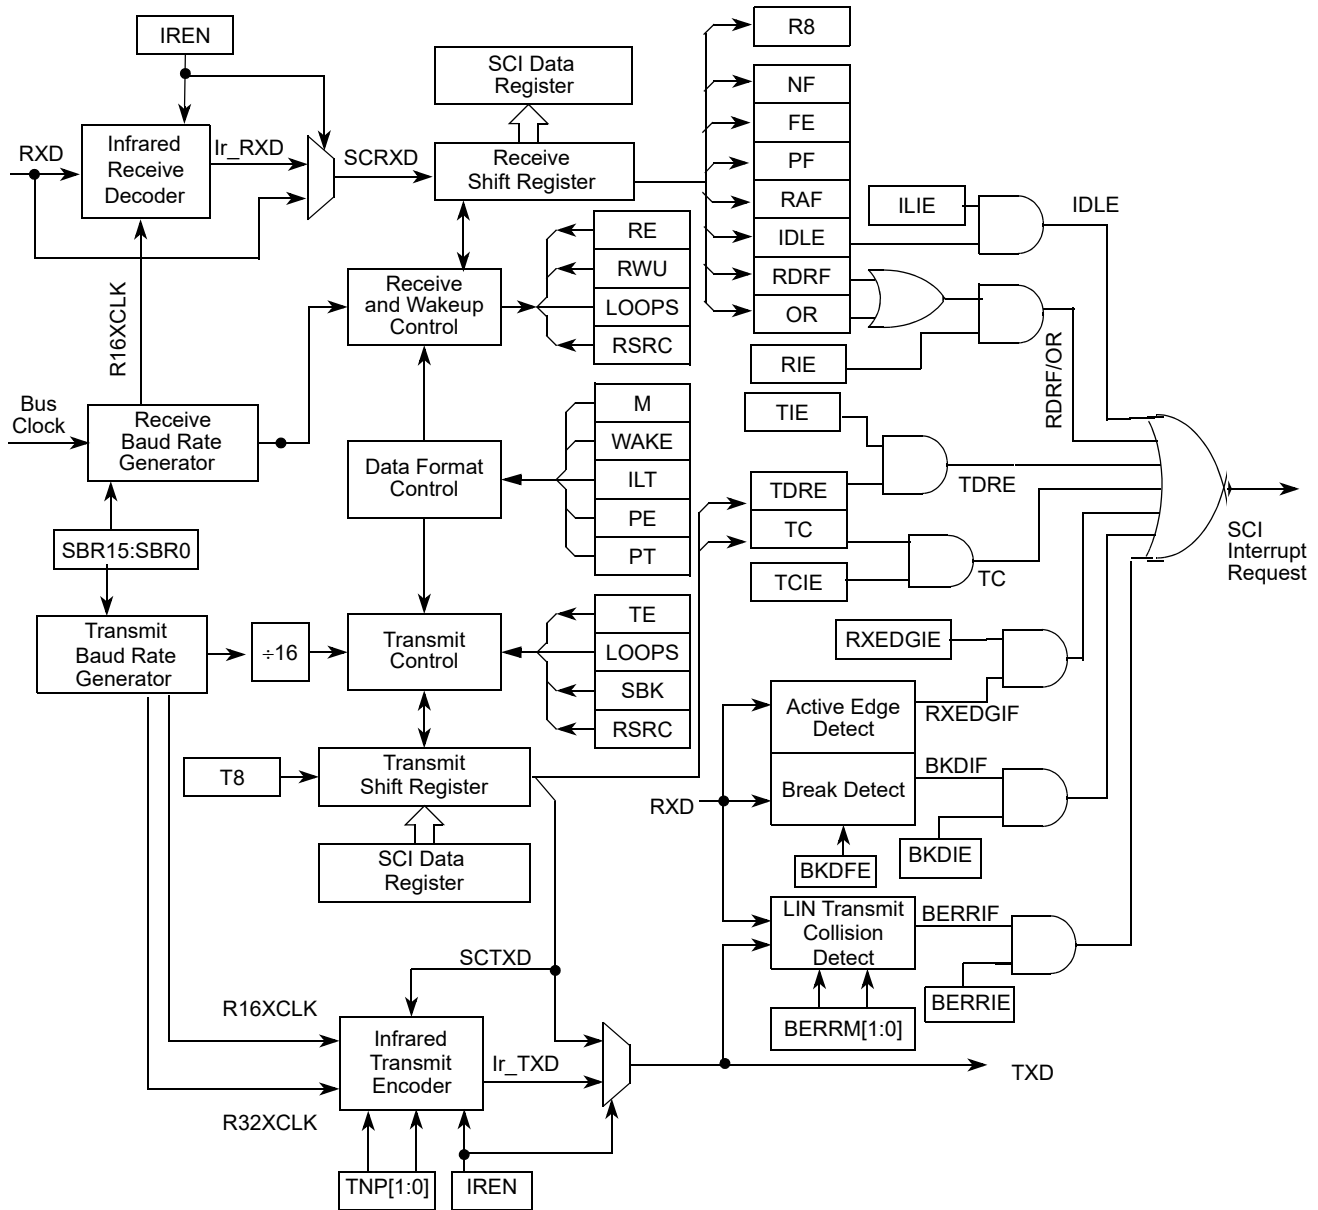 IREN
SCI Data
Register
R8
NF
FE
PF
RAF
IDLE
RDRF
OR
RXD
Infrared
Receive
Decoder
Ir_RXD
SCRXD
Receive
Shift Register
ILIE
IDLE
RE
RWU
LOOPS
RSRC
Receive
and Wakeup
Control
R16XCLK
RIE
RDRF/OR
Bus
Clock
Receive
Baud Rate
Generator
M
WAKE
ILT
PE
PT
Data Format
Control
TIE
TDRE
TC
TCIE
TDRE
TC
SCI
Interrupt
Request
SBR15:SBR0
Transmit
Baud Rate
Generator
÷16
Transmit
Control
TE
LOOPS
SBK
RSRC
RXEDGIE
Active Edge
Detect
RXEDGIF
Break Detect
BKDIF
RXD
BKDFE
BKDIE
T8
Transmit
Shift Register
SCI Data
Register
LIN Transmit
Collision
Detect
BERRIF
BERRIE
BERRM[1:0]
SCTXD
R16XCLK
Infrared
Transmit
Encoder
Ir_TXD
TXD
R32XCLK
TNP[1:0]
IREN